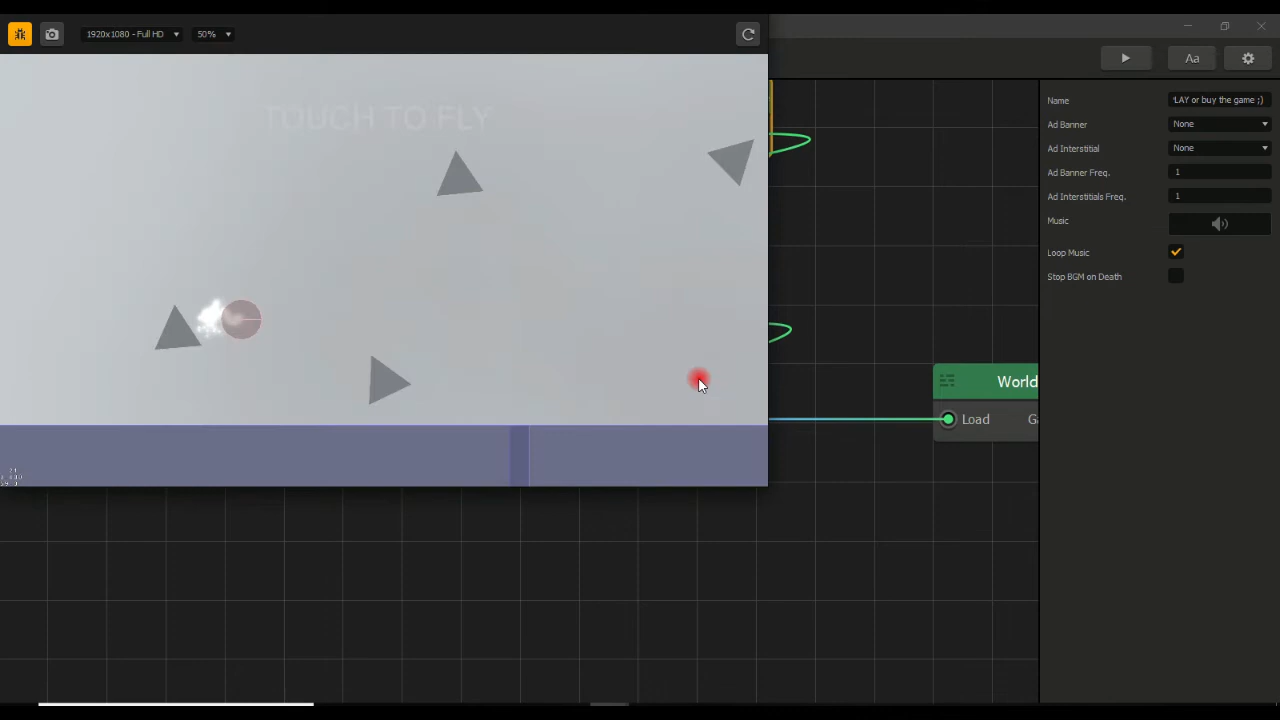 1920x1080 - Full HD
50%
Aa
TOUCH TO FLY
Name
'LAY or buy the game ;)
Ad Banner
None
Ad Interstitial
None
Ad Banner Freq.
1
Ad Interstitials Freq.
1
Music
Loop Music
Stop BGM on Death
World
Load